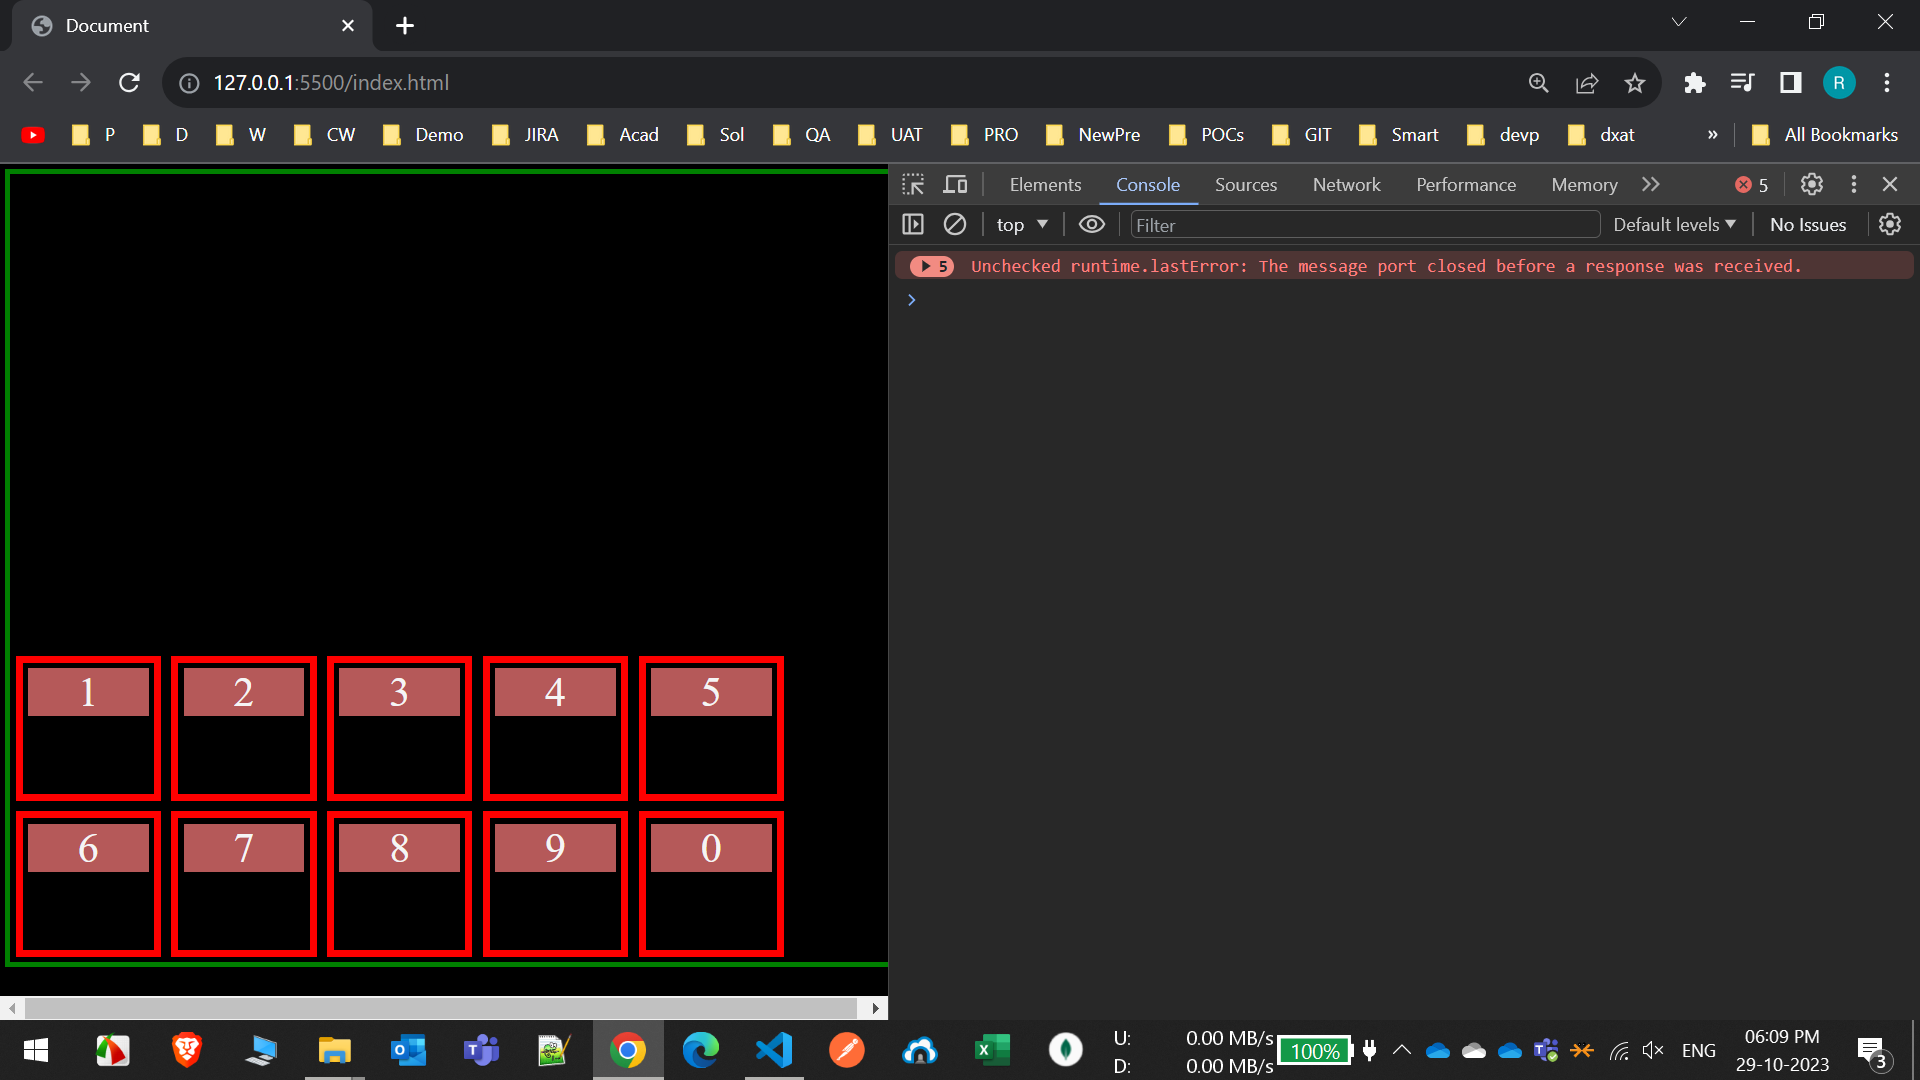 Document
127.0.0.1:5500/index.html
R
P D W CW Demo JIRA Acad Sol QA UAT PRO NewPre POCs GIT Smart devp dxat » All Bookmarks
Elements Console Sources Network Performance Memory 5
top Filter Default levels No Issues
5 Unchecked runtime.lastError: The message port closed before a response was received.
1 2 3 4 5
6 7 8 9 0
U: 0.00 MB/s
D: 0.00 MB/s
100%
ENG
06:09 PM
29-10-2023
3